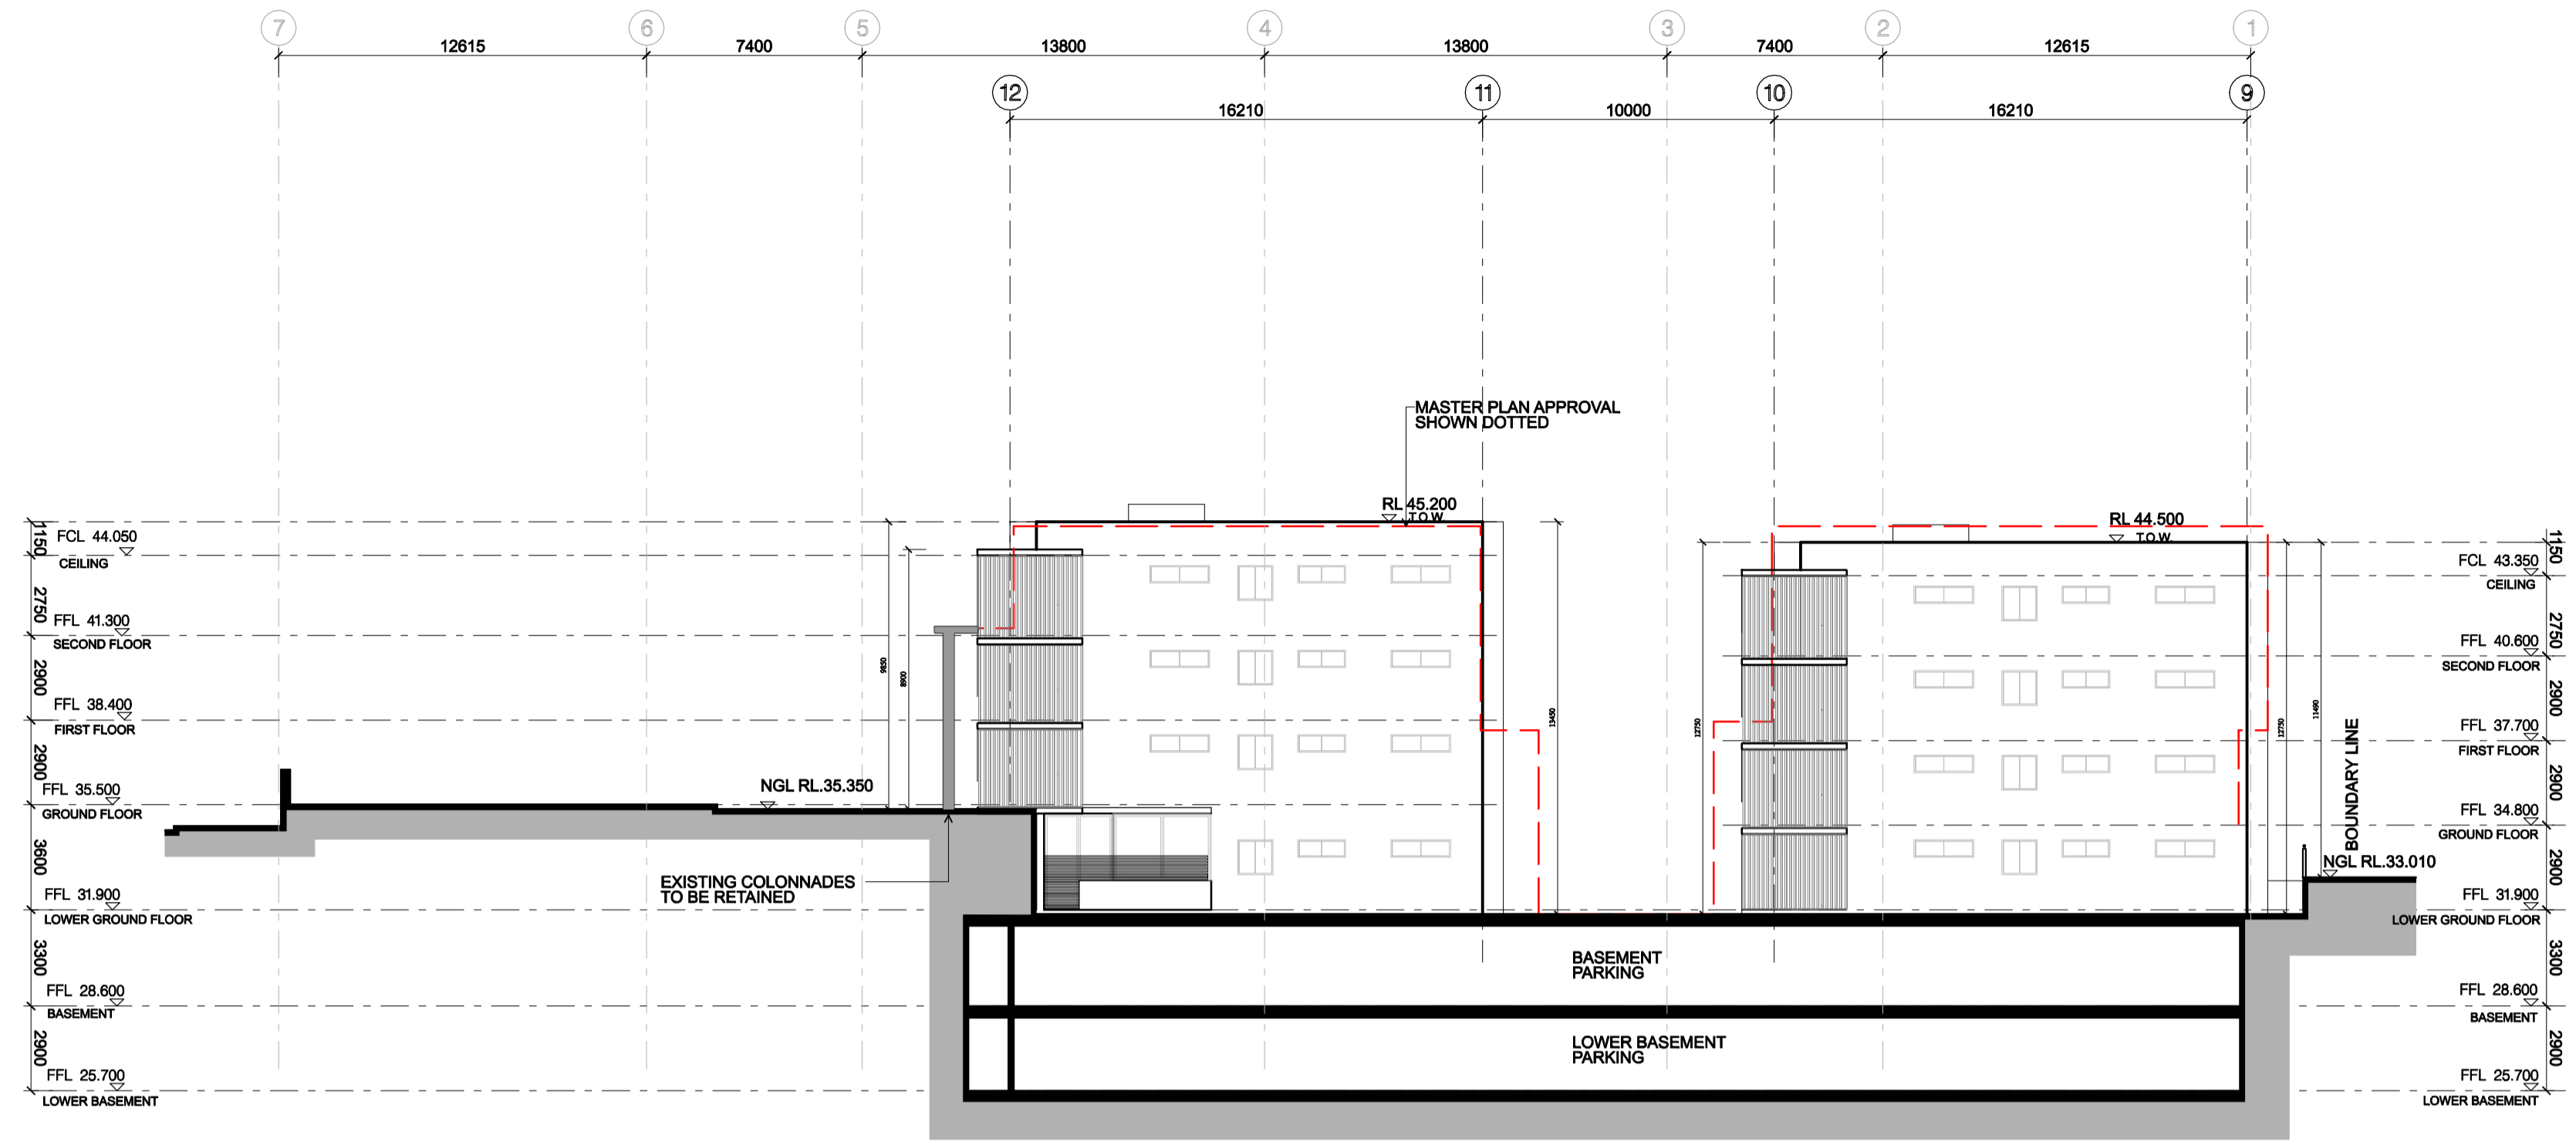 7 6 5 4 3 2 1
12615 7400 13800 13800 7400 12615
12 11 10 9
16210 10000 16210
MASTER PLAN APPROVAL
SHOWN DOTTED
RL 45.200
T.O.W.
RL 44.500
T.O.W.
1150
FCL 44.050
CEILING
2750
FFL 41.300
SECOND FLOOR
2900
FFL 38.400
FIRST FLOOR
2900
FFL 35.500
GROUND FLOOR
3600
FFL 31.900
LOWER GROUND FLOOR
3300
FFL 28.600
BASEMENT
2900
FFL 25.700
LOWER BASEMENT
NGL RL.35.350
9850
8900
EXISTING COLONNADES
TO BE RETAINED
13450
12750
12750
11490
BASEMENT
PARKING
LOWER BASEMENT
PARKING
BOUNDARY LINE
NGL RL.33.010
1150
FCL 43.350
CEILING
2750
FFL 40.600
SECOND FLOOR
2900
FFL 37.700
FIRST FLOOR
2900
FFL 34.800
GROUND FLOOR
2900
FFL 31.900
LOWER GROUND FLOOR
3300
FFL 28.600
BASEMENT
2900
FFL 25.700
LOWER BASEMENT